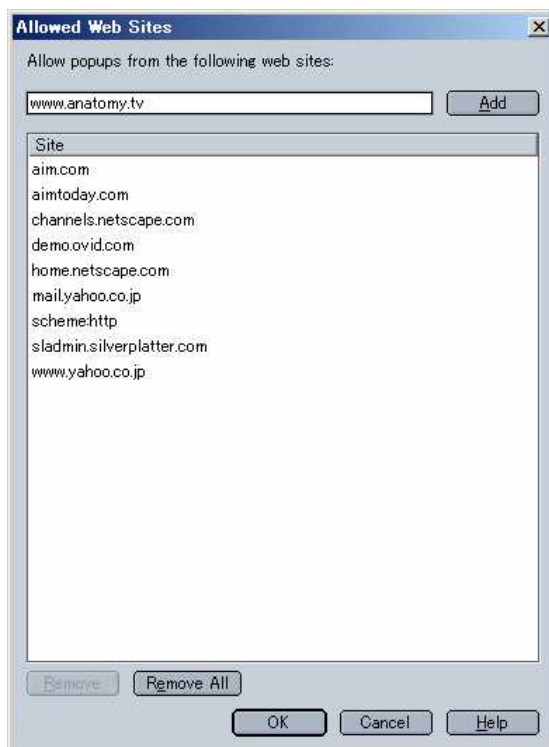 Allowed Web Sites
Allow popups from the following web sites:
www.anatomy.tv Add
Site
aim.com
aimtoday.com
channels.netscape.com
demo.ovid.com
home.netscape.com
mail.yahoo.co.jp
scheme:http
sladmin.silverplatter.com
www.yahoo.co.jp
Remove Remove All
OK Cancel Help